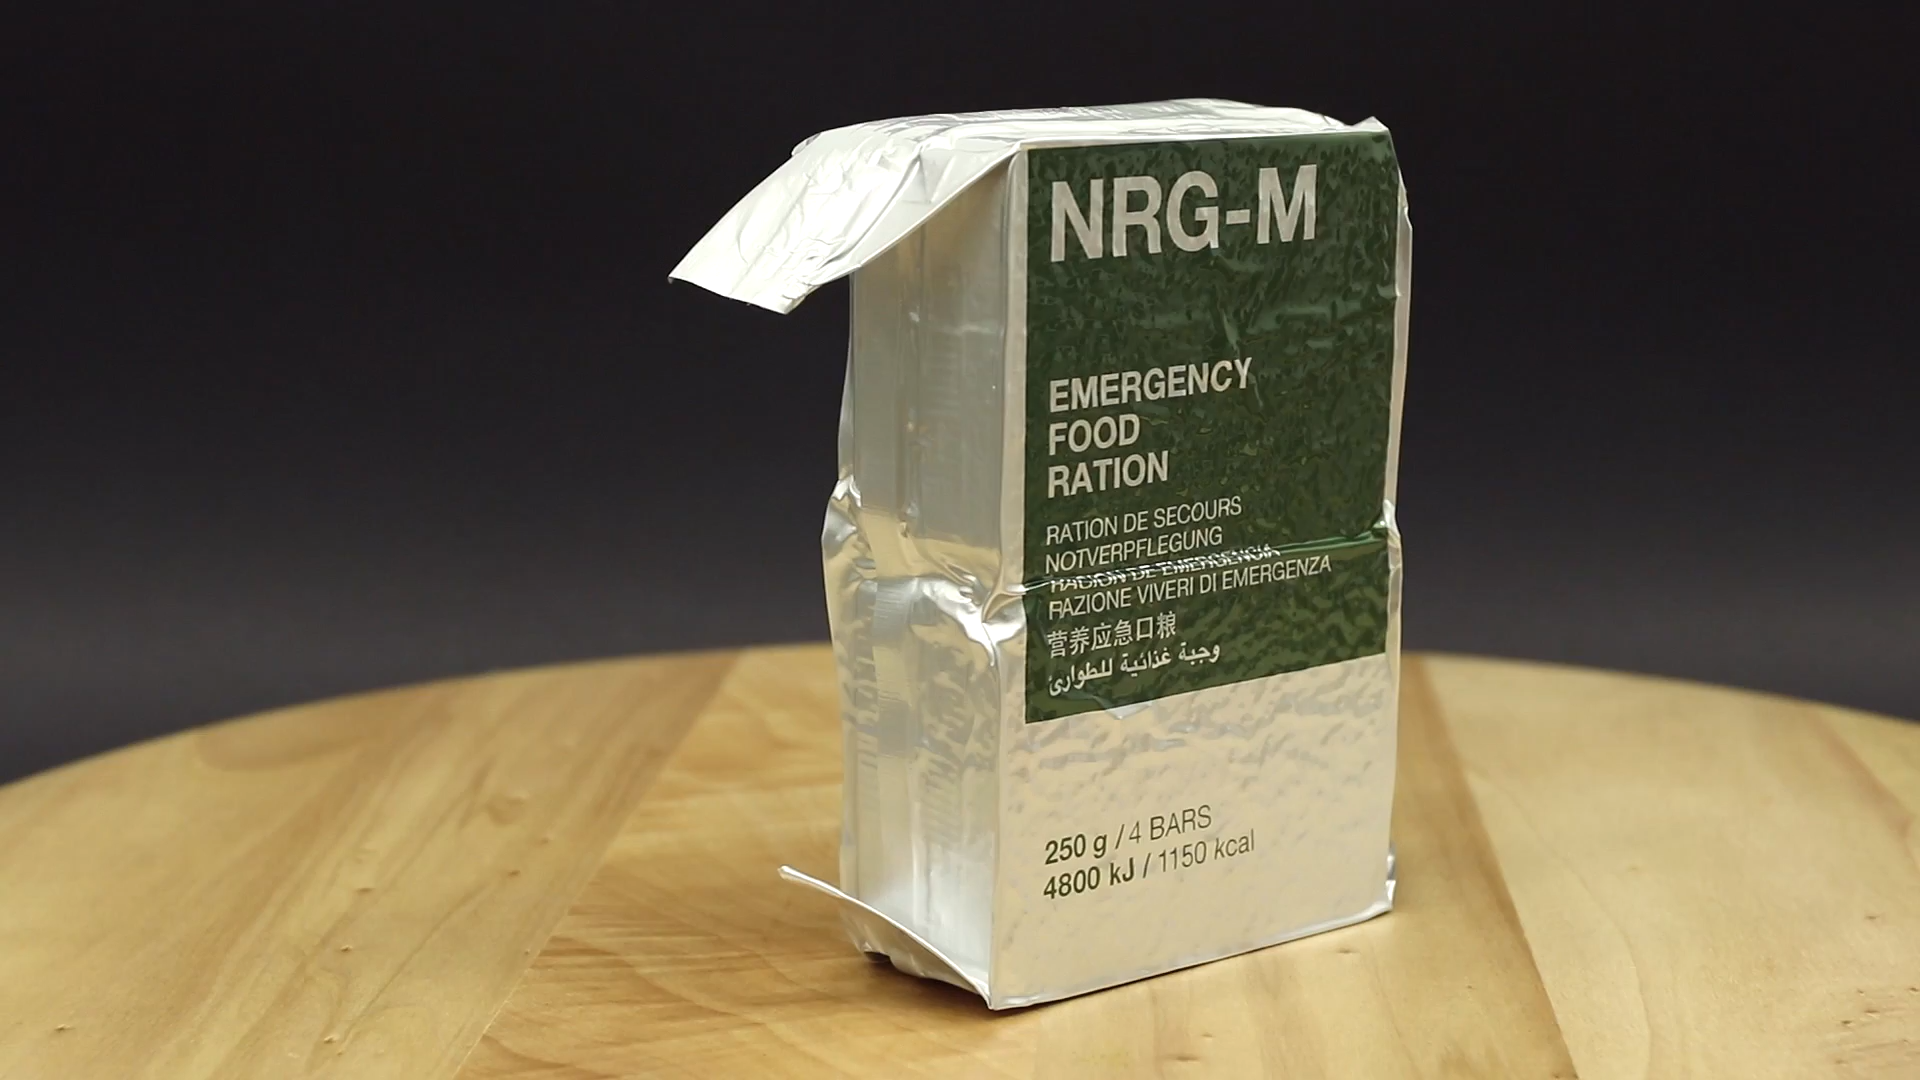 NRG-M
EMERGENCY
FOOD
RATION
RATION DE SECOURS
NOTVERPFLEGUNG
RACIÓN DE EMERGENCIA
RAZIONE VIVERI DI EMERGENZA
营养应急口粮
وجبة غذائية للطوارئ
250 g / 4 BARS
4800 kJ / 1150 kcal